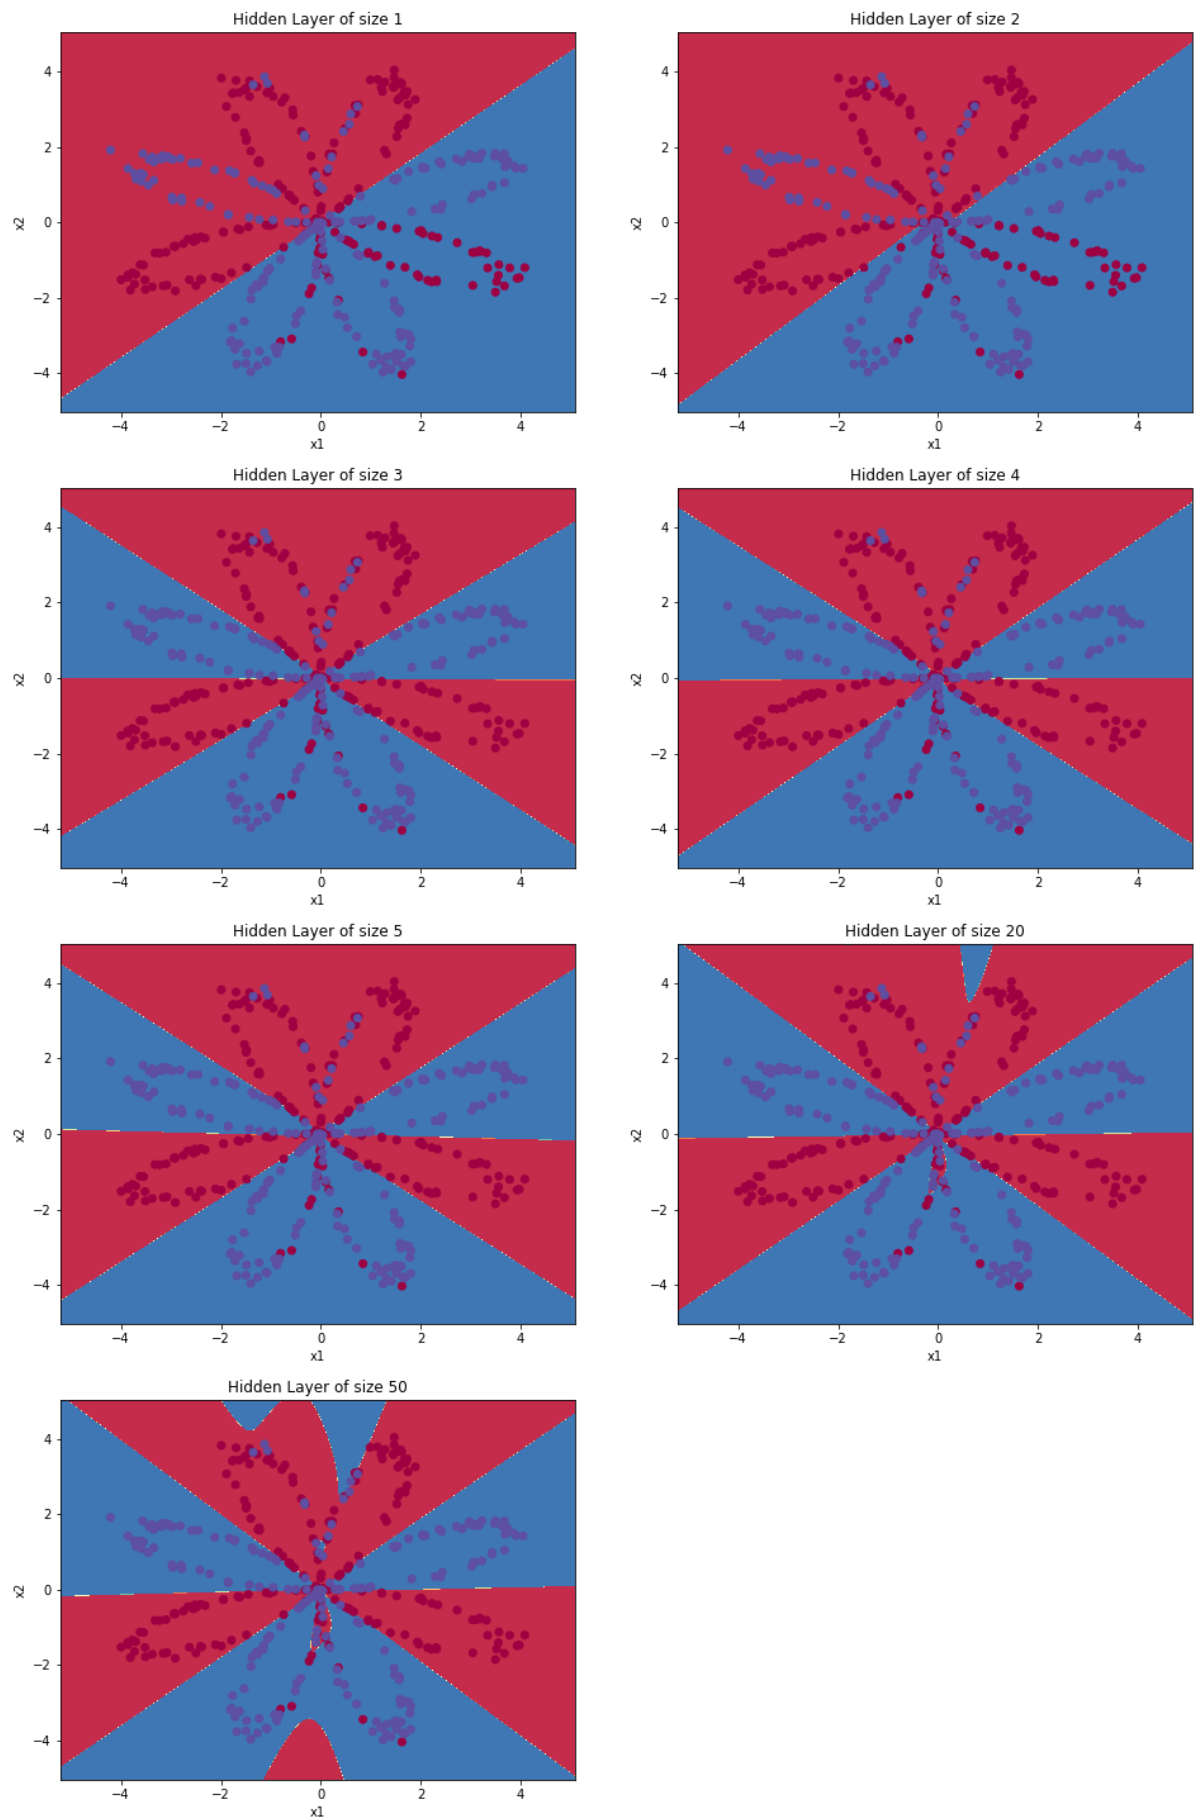 Hidden Layer of size 1
Hidden Layer of size 2
4
4
2
2
x2
0
x2
0
−2
−2
−4
−4
−4 −2 0 2 4
−4 −2 0 2 4
x1
x1
Hidden Layer of size 3
Hidden Layer of size 4
4
4
2
2
x2
0
x2
0
−2
−2
−4
−4
−4 −2 0 2 4
−4 −2 0 2 4
x1
x1
Hidden Layer of size 5
Hidden Layer of size 20
4
4
2
2
x2
0
x2
0
−2
−2
−4
−4
−4 −2 0 2 4
−4 −2 0 2 4
x1
x1
Hidden Layer of size 50
4
2
x2
0
−2
−4
−4 −2 0 2 4
x1